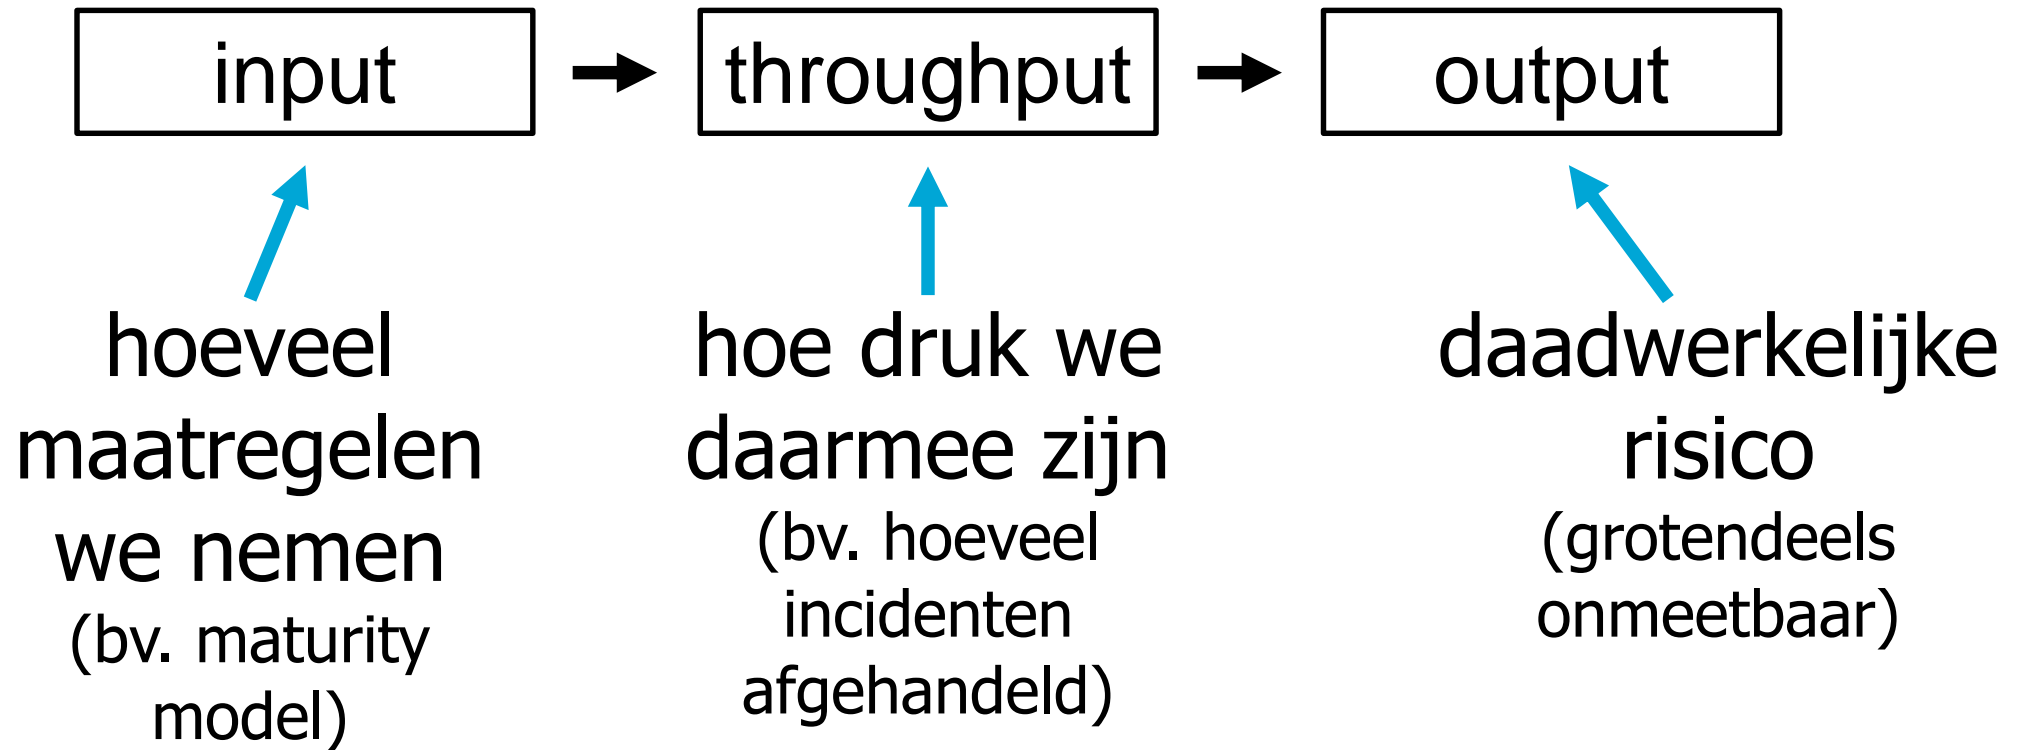 input
throughput
output
hoeveel
maatregelen
we nemen
(bv. maturity
model)
hoe druk we
daarmee zijn
(bv. hoeveel
incidenten
afgehandeld)
daadwerkelijke
risico
(grotendeels
onmeetbaar)